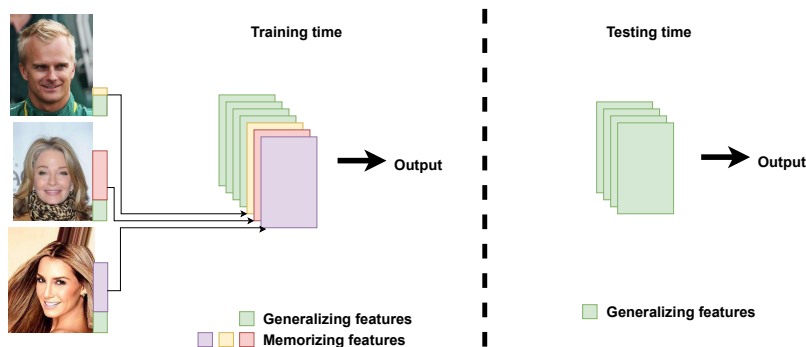 Training time
Testing time
Output
Output
Generalizing features
Memorizing features
Generalizing features